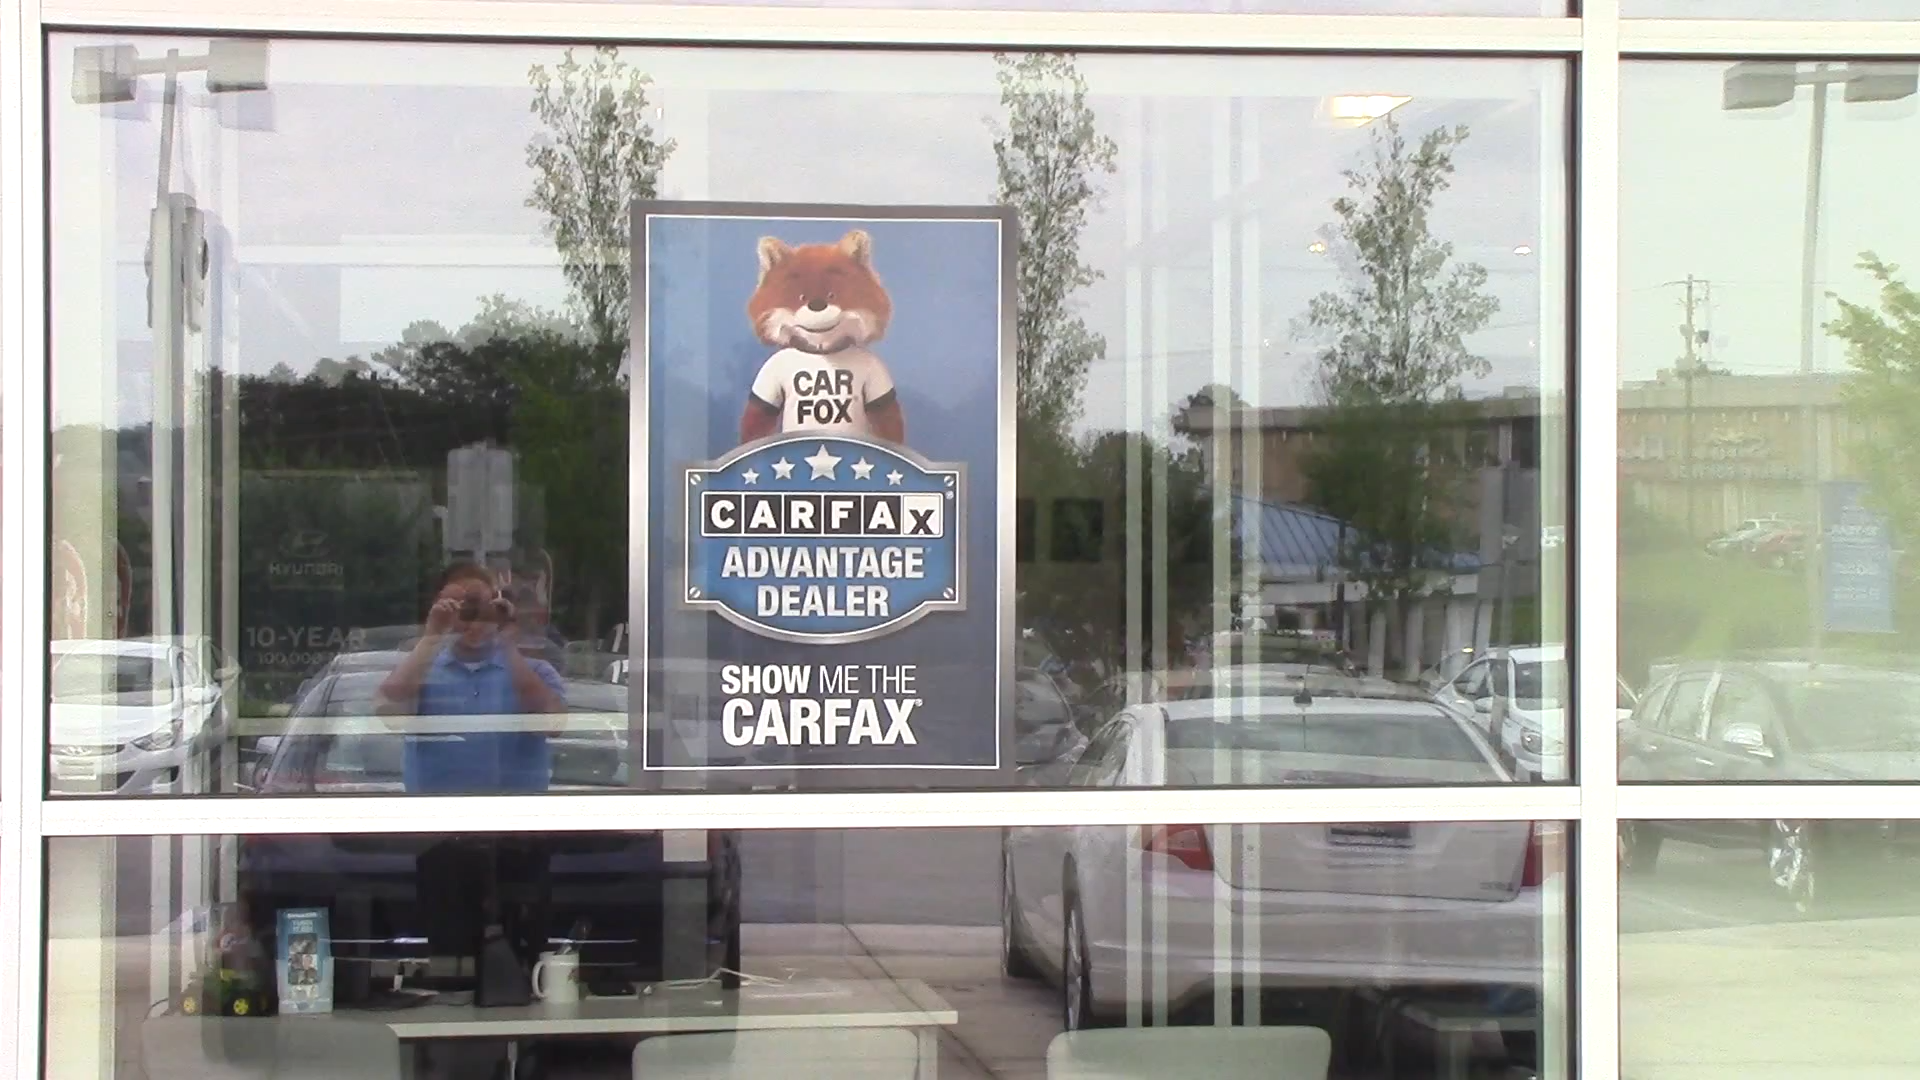 CAR
FOX
CARFAX
ADVANTAGE
DEALER
SHOW ME THE
CARFAX
HYUNDAI
10-YEAR